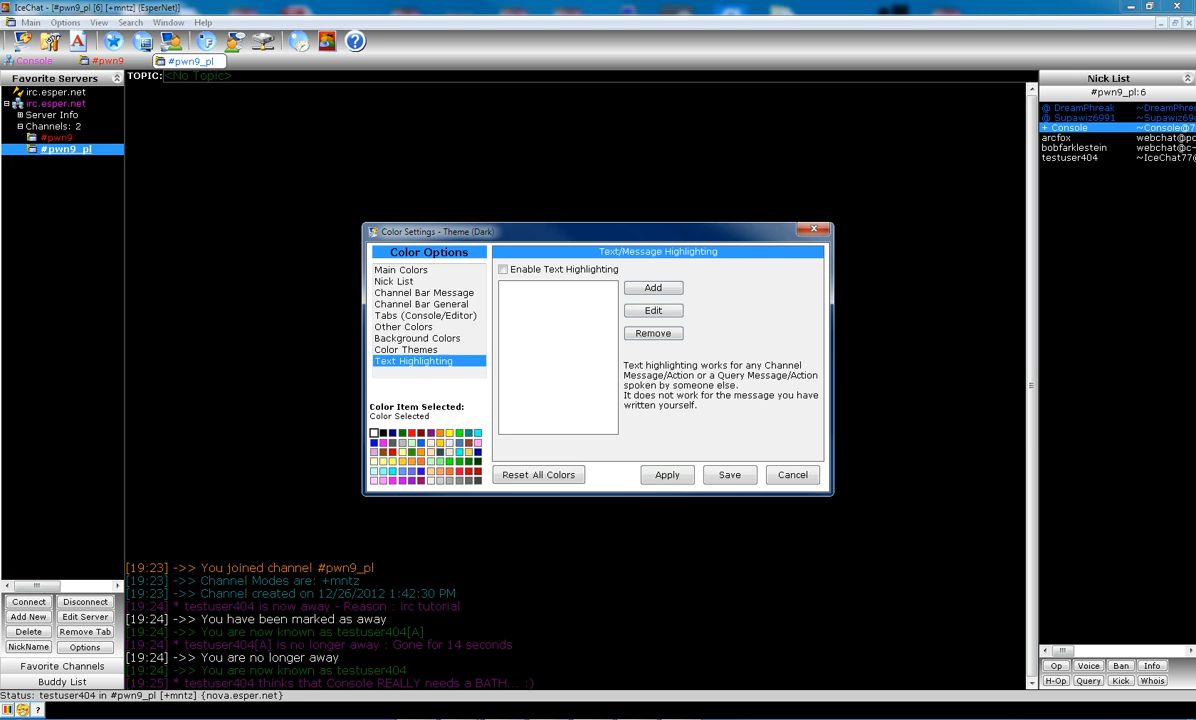 IceChat - [#pwn9_pl [6] [+mntz] {EsperNet}
Main Options View Search Window Help
Console #pwn9 #pwn9_pl
Favorite Servers
irc.esper.net
irc.esper.net
Server Info
Channels: 2
#pwn9
#pwn9_pl
TOPIC: <No Topic>
Nick List
#pwn9_pl:6
@ DreamPhreak ~DreamPhre
@ Supawiz6991 ~Supawiz69
+ Console ~Console@7
arcfox webchat@pc
bobfarklestein webchat@c-
testuser404 ~IceChat77@
Color Settings - Theme (Dark)
Color Options
Main Colors
Nick List
Channel Bar Message
Channel Bar General
Tabs (Console/Editor)
Other Colors
Background Colors
Color Themes
Text Highlighting
Color Item Selected:
Color Selected
Text/Message Highlighting
Enable Text Highlighting
Add
Edit
Remove
Text highlighting works for any Channel
Message/Action or a Query Message/Action
spoken by someone else.
It does not work for the message you have
written yourself.
Reset All Colors Apply Save Cancel
[19:23] ->> You joined channel #pwn9_pl
[19:23] ->> Channel Modes are: +mntz
[19:23] ->> Channel created on 12/26/2012 1:42:30 PM
[19:24] * testuser404 is now away - Reason : irc tutorial
[19:24] ->> You have been marked as away
[19:24] ->> You are now known as testuser404[A]
[19:24] * testuser404[A] is no longer away : Gone for 14 seconds
[19:24] ->> You are no longer away
[19:24] ->> You are now known as testuser404
[19:25] * testuser404 thinks that Console REALLY needs a BATH... :)
Connect Disconnect
Add New Edit Server
Delete Remove Tab
NickName Options
Favorite Channels
Buddy List
Op Voice Ban Info
H-Op Query Kick Whois
Status: testuser404 in #pwn9_pl [+mntz] {nova.esper.net}